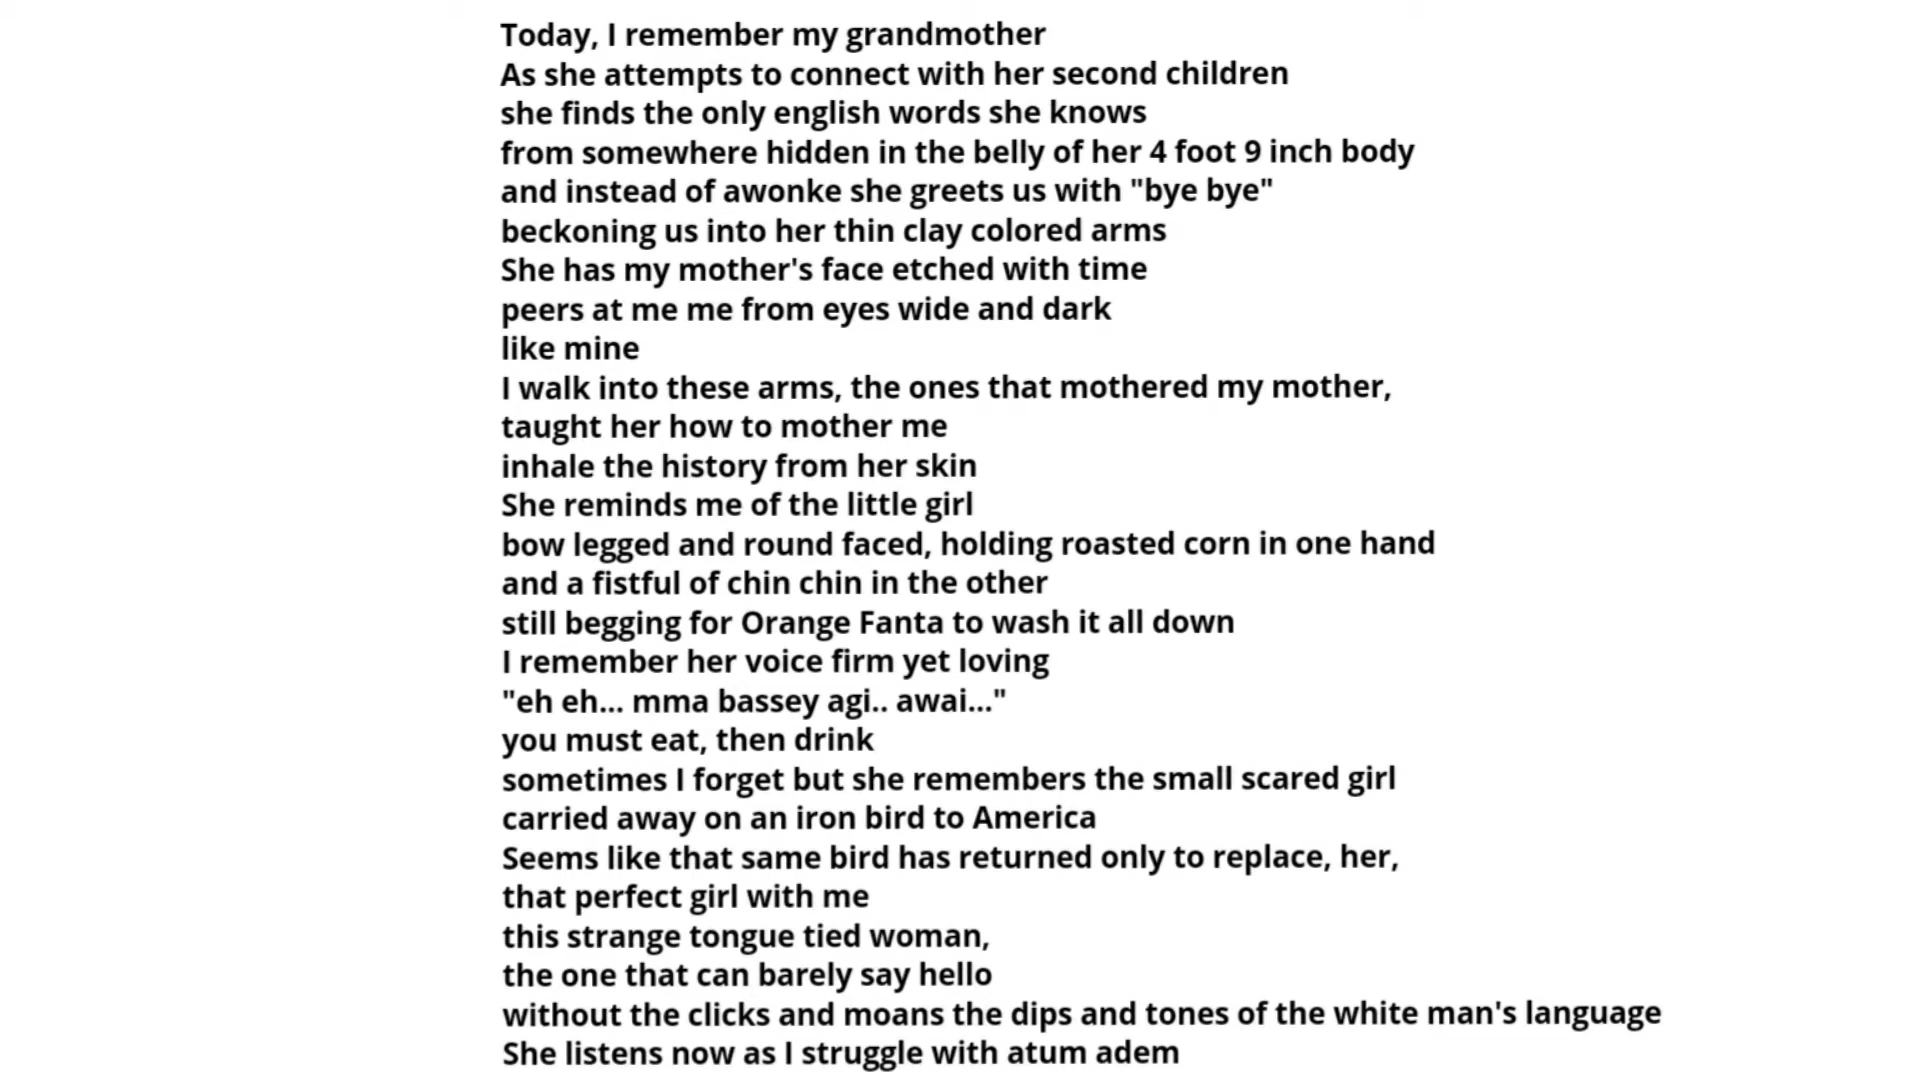 Today, I remember my grandmother
As she attempts to connect with her second children
she finds the only english words she knows
from somewhere hidden in the belly of her 4 foot 9 inch body
and instead of awonke she greets us with "bye bye"
beckoning us into her thin clay colored arms
She has my mother's face etched with time
peers at me me from eyes wide and dark
like mine
I walk into these arms, the ones that mothered my mother,
taught her how to mother me
inhale the history from her skin
She reminds me of the little girl
bow legged and round faced, holding roasted corn in one hand
and a fistful of chin chin in the other
still begging for Orange Fanta to wash it all down
I remember her voice firm yet loving
"eh eh... mma bassey agi.. awai..."
you must eat, then drink
sometimes I forget but she remembers the small scared girl
carried away on an iron bird to America
Seems like that same bird has returned only to replace, her,
that perfect girl with me
this strange tongue tied woman,
the one that can barely say hello
without the clicks and moans the dips and tones of the white man's language
She listens now as I struggle with atum adem